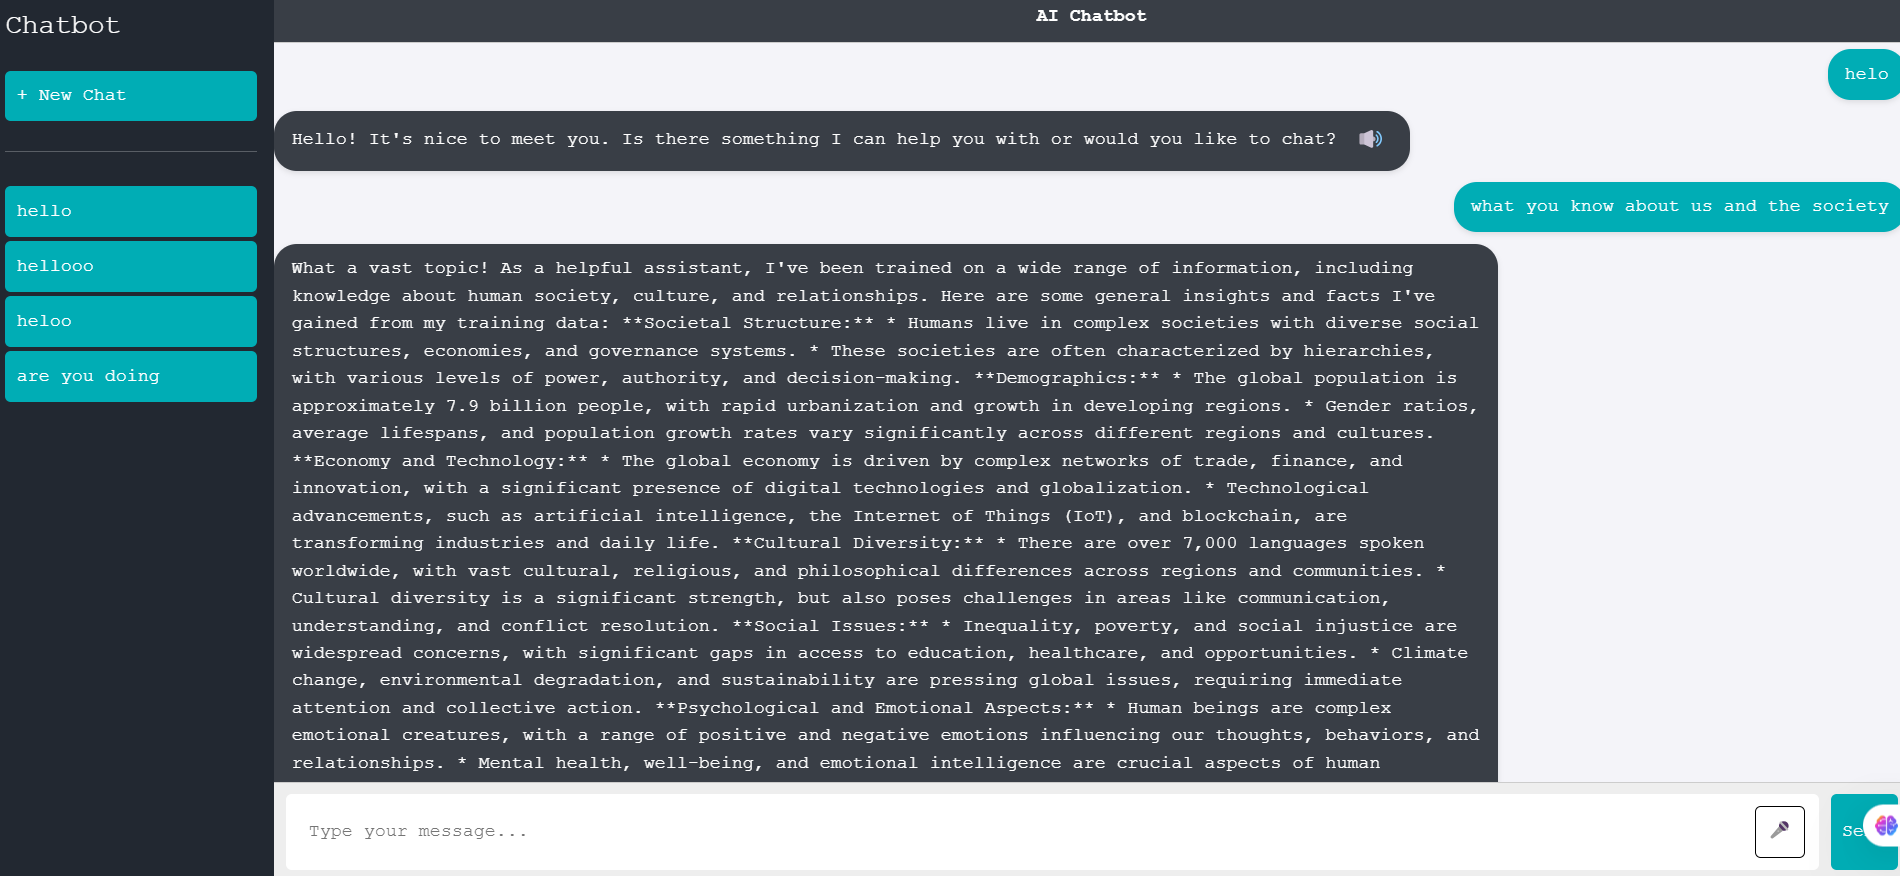 Chatbot
+ New Chat
hello
hellooo
heloo
are you doing
AI Chatbot
helo
Hello! It's nice to meet you. Is there something I can help you with or would you like to chat?
what you know about us and the society
What a vast topic! As a helpful assistant, I've been trained on a wide range of information, including
knowledge about human society, culture, and relationships. Here are some general insights and facts I've
gained from my training data: **Societal Structure:** * Humans live in complex societies with diverse social
structures, economies, and governance systems. * These societies are often characterized by hierarchies,
with various levels of power, authority, and decision-making. **Demographics:** * The global population is
approximately 7.9 billion people, with rapid urbanization and growth in developing regions. * Gender ratios,
average lifespans, and population growth rates vary significantly across different regions and cultures.
**Economy and Technology:** * The global economy is driven by complex networks of trade, finance, and
innovation, with a significant presence of digital technologies and globalization. * Technological
advancements, such as artificial intelligence, the Internet of Things (IoT), and blockchain, are
transforming industries and daily life. **Cultural Diversity:** * There are over 7,000 languages spoken
worldwide, with vast cultural, religious, and philosophical differences across regions and communities. *
Cultural diversity is a significant strength, but also poses challenges in areas like communication,
understanding, and conflict resolution. **Social Issues:** * Inequality, poverty, and social injustice are
widespread concerns, with significant gaps in access to education, healthcare, and opportunities. * Climate
change, environmental degradation, and sustainability are pressing global issues, requiring immediate
attention and collective action. **Psychological and Emotional Aspects:** * Human beings are complex
emotional creatures, with a range of positive and negative emotions influencing our thoughts, behaviors, and
relationships. * Mental health, well-being, and emotional intelligence are crucial aspects of human
Type your message...